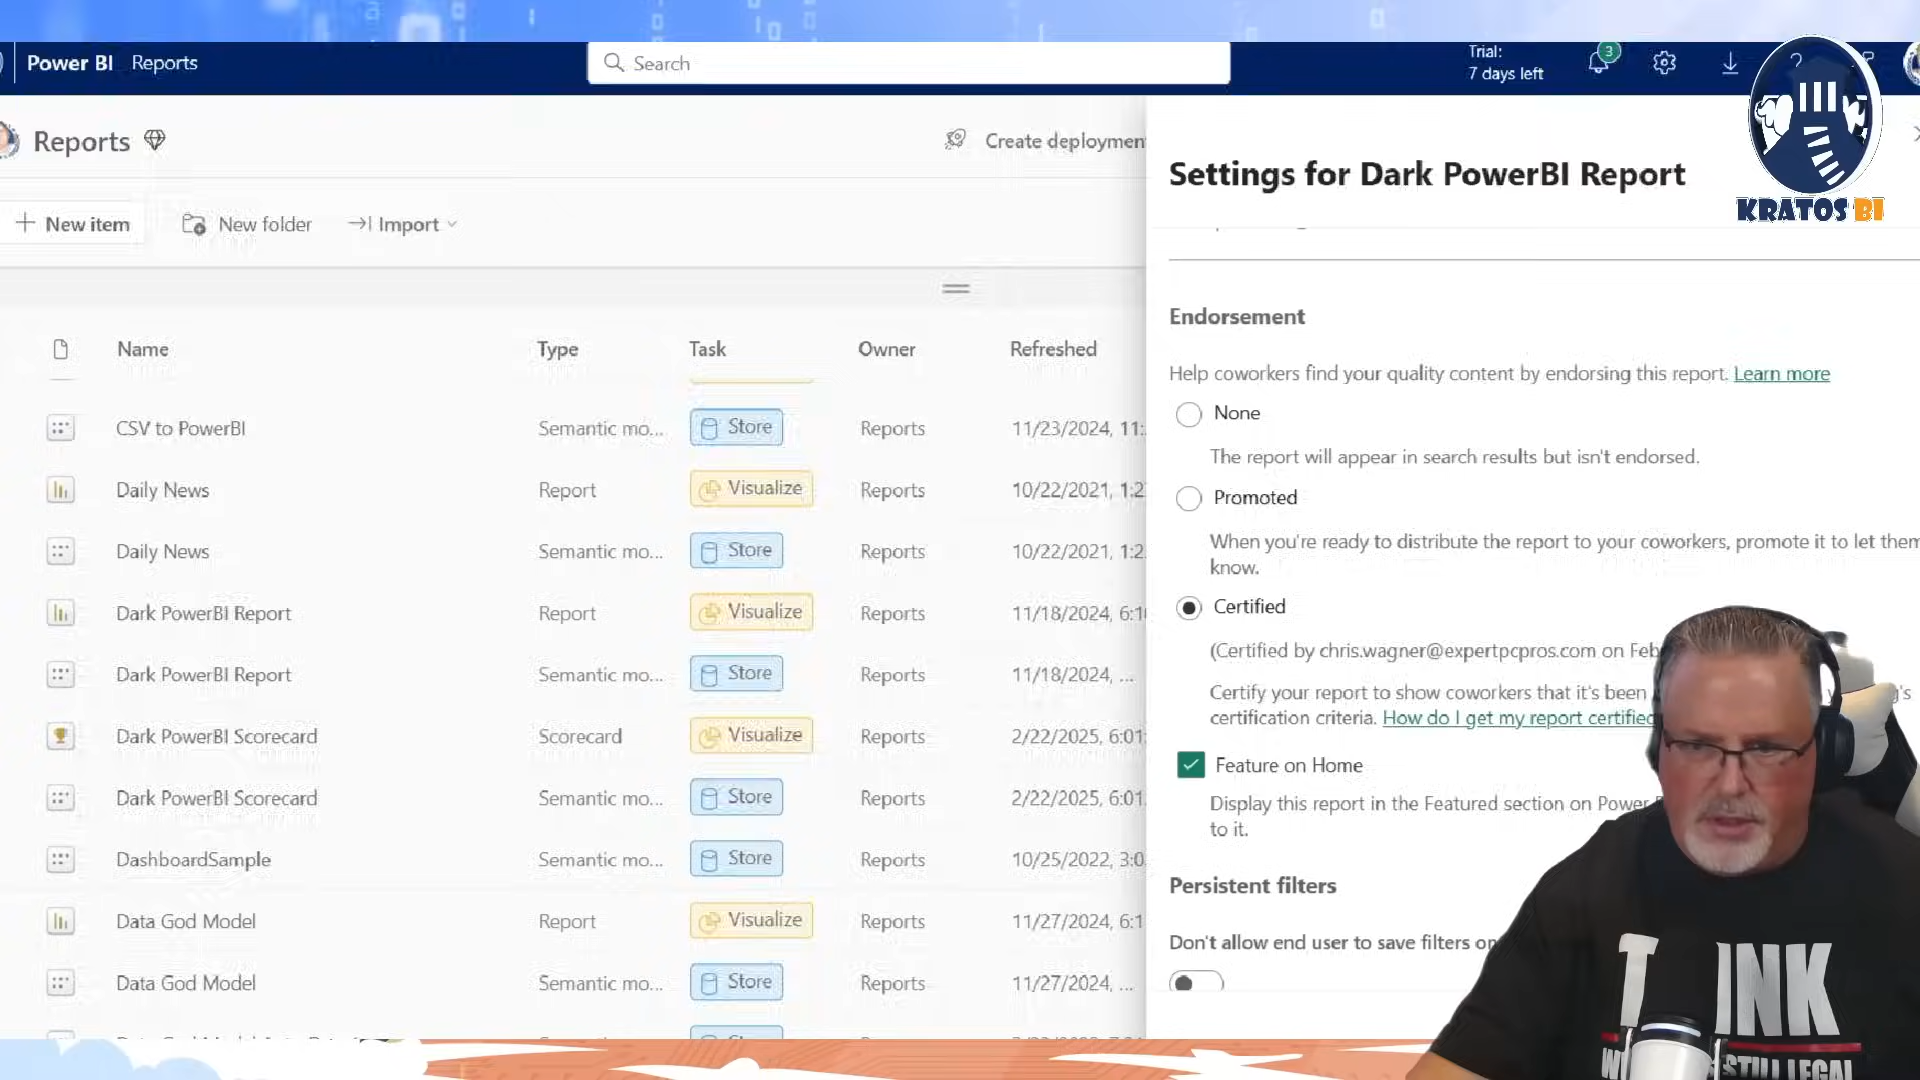 Power BI Reports
Search
Trial:
7 days left
3
?
KRATOS BI
Reports
Create deployment
New item
New folder
Import
Name Type Task Owner Refreshed
CSV to PowerBI Semantic mo... Store Reports 11/23/2024, 11:
Daily News Report Visualize Reports 10/22/2021, 1:2
Daily News Semantic mo... Store Reports 10/22/2021, 1:2
Dark PowerBI Report Report Visualize Reports 11/18/2024, 6:1
Dark PowerBI Report Semantic mo... Store Reports 11/18/2024, ...
Dark PowerBI Scorecard Scorecard Visualize Reports 2/22/2025, 6:01
Dark PowerBI Scorecard Semantic mo... Store Reports 2/22/2025, 6:01
DashboardSample Semantic mo... Store Reports 10/25/2022, 3:0
Data God Model Report Visualize Reports 11/27/2024, 6:1
Data God Model Semantic mo... Store Reports 11/27/2024, ...
Settings for Dark PowerBI Report
Endorsement
Help coworkers find your quality content by endorsing this report. Learn more
None
The report will appear in search results but isn't endorsed.
Promoted
When you're ready to distribute the report to your coworkers, promote it to let them
know.
Certified
(Certified by chris.wagner@expertpcpros.com on Feb
Certify your report to show coworkers that it's been
certification criteria. How do I get my report certified
Feature on Home
Display this report in the Featured section on Power
to it.
Persistent filters
Don't allow end user to save filters on
T INK
STILL LEGAL